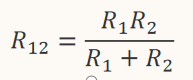 R₁₂ = R₁R₂ / (R₁ + R₂)